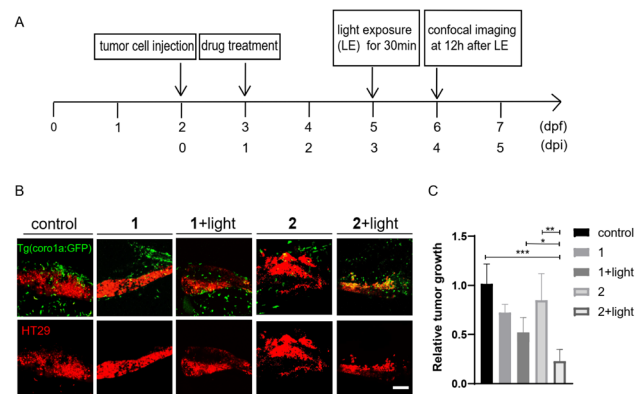 A
tumor cell injection
drug treatment
light exposure
(LE) for 30min
confocal imaging
at 12h after LE
0 1 2 3 4 5 6 7 (dpf)
0 1 2 3 4 5 (dpi)
B
control 1 1+light 2 2+light
Tg(coro1a:GFP)
HT29
C
Relative tumor growth
1.5
1.0
0.5
0.0
**
*
***
control
1
1+light
2
2+light